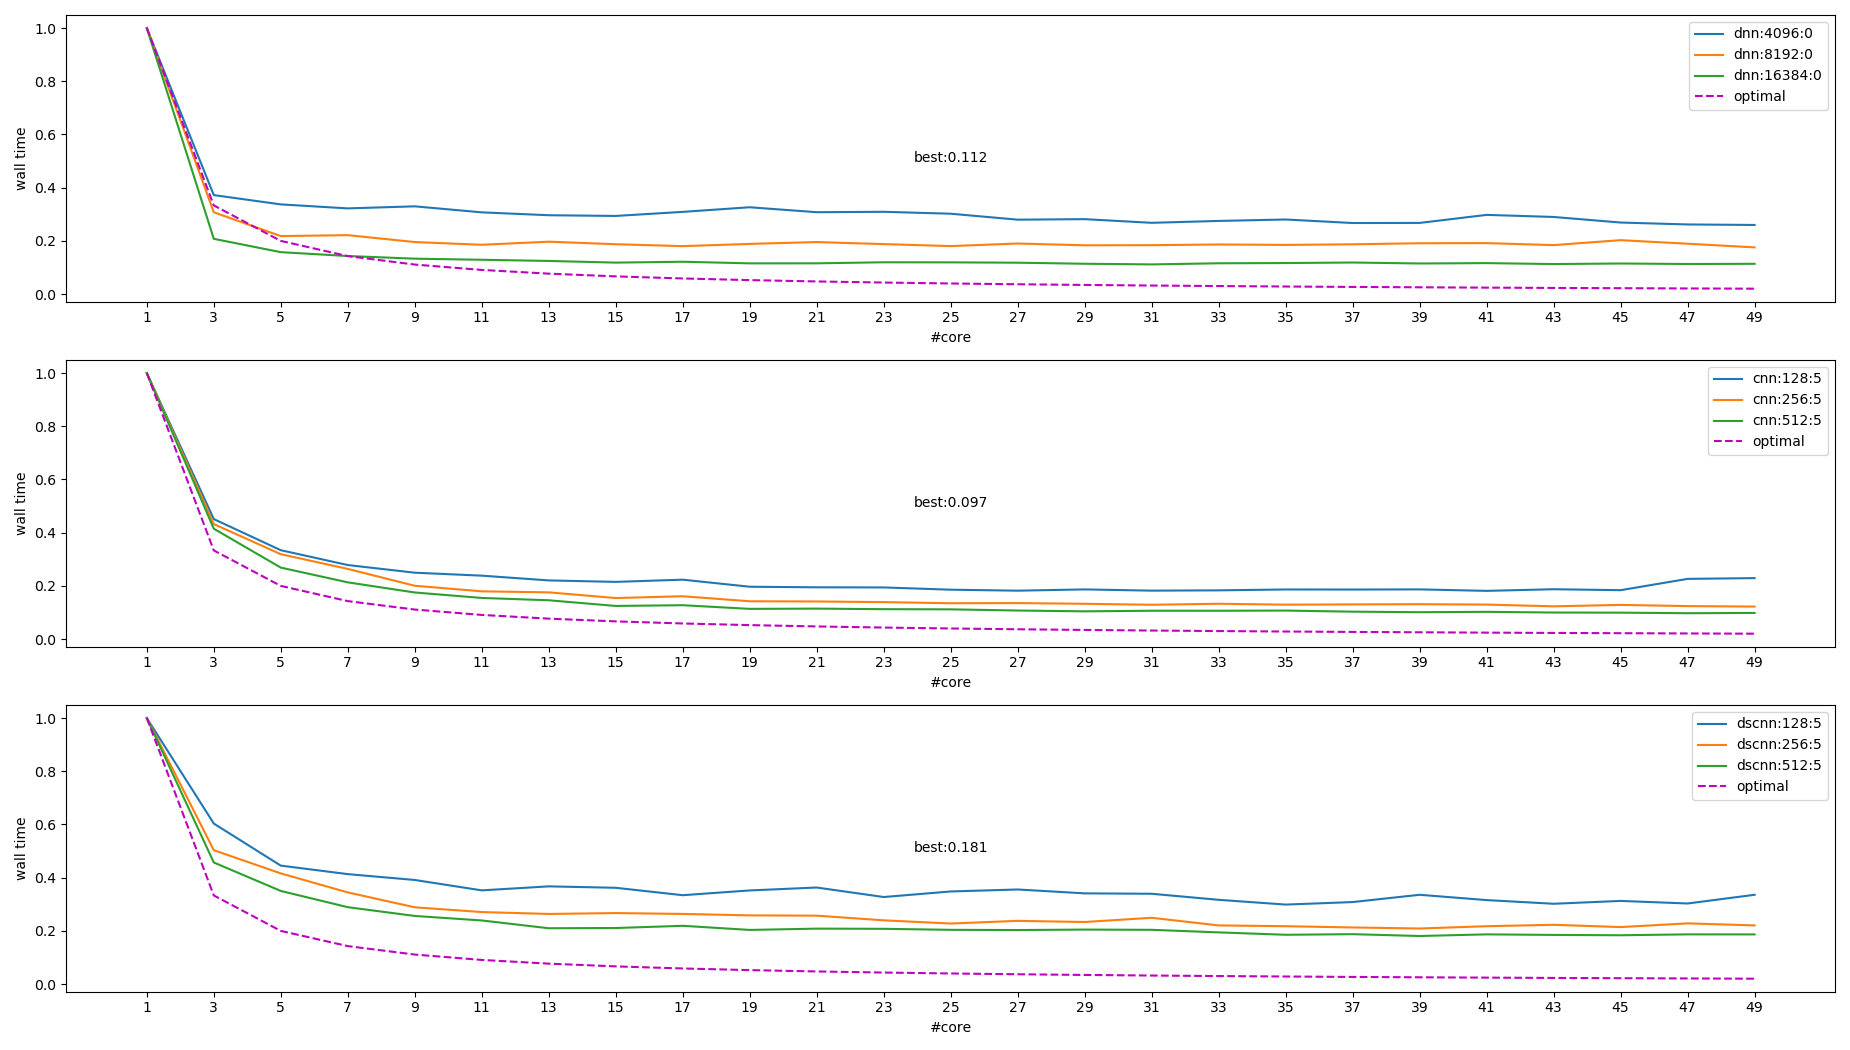 1.0
0.8
0.6
0.4
0.2
0.0
wall time
dnn:4096:0
dnn:8192:0
dnn:16384:0
optimal
best:0.112
1 3 5 7 9 11 13 15 17 19 21 23 25 27 29 31 33 35 37 39 41 43 45 47 49
#core
1.0
0.8
0.6
0.4
0.2
0.0
wall time
cnn:128:5
cnn:256:5
cnn:512:5
optimal
best:0.097
1 3 5 7 9 11 13 15 17 19 21 23 25 27 29 31 33 35 37 39 41 43 45 47 49
#core
1.0
0.8
0.6
0.4
0.2
0.0
wall time
dscnn:128:5
dscnn:256:5
dscnn:512:5
optimal
best:0.181
1 3 5 7 9 11 13 15 17 19 21 23 25 27 29 31 33 35 37 39 41 43 45 47 49
#core